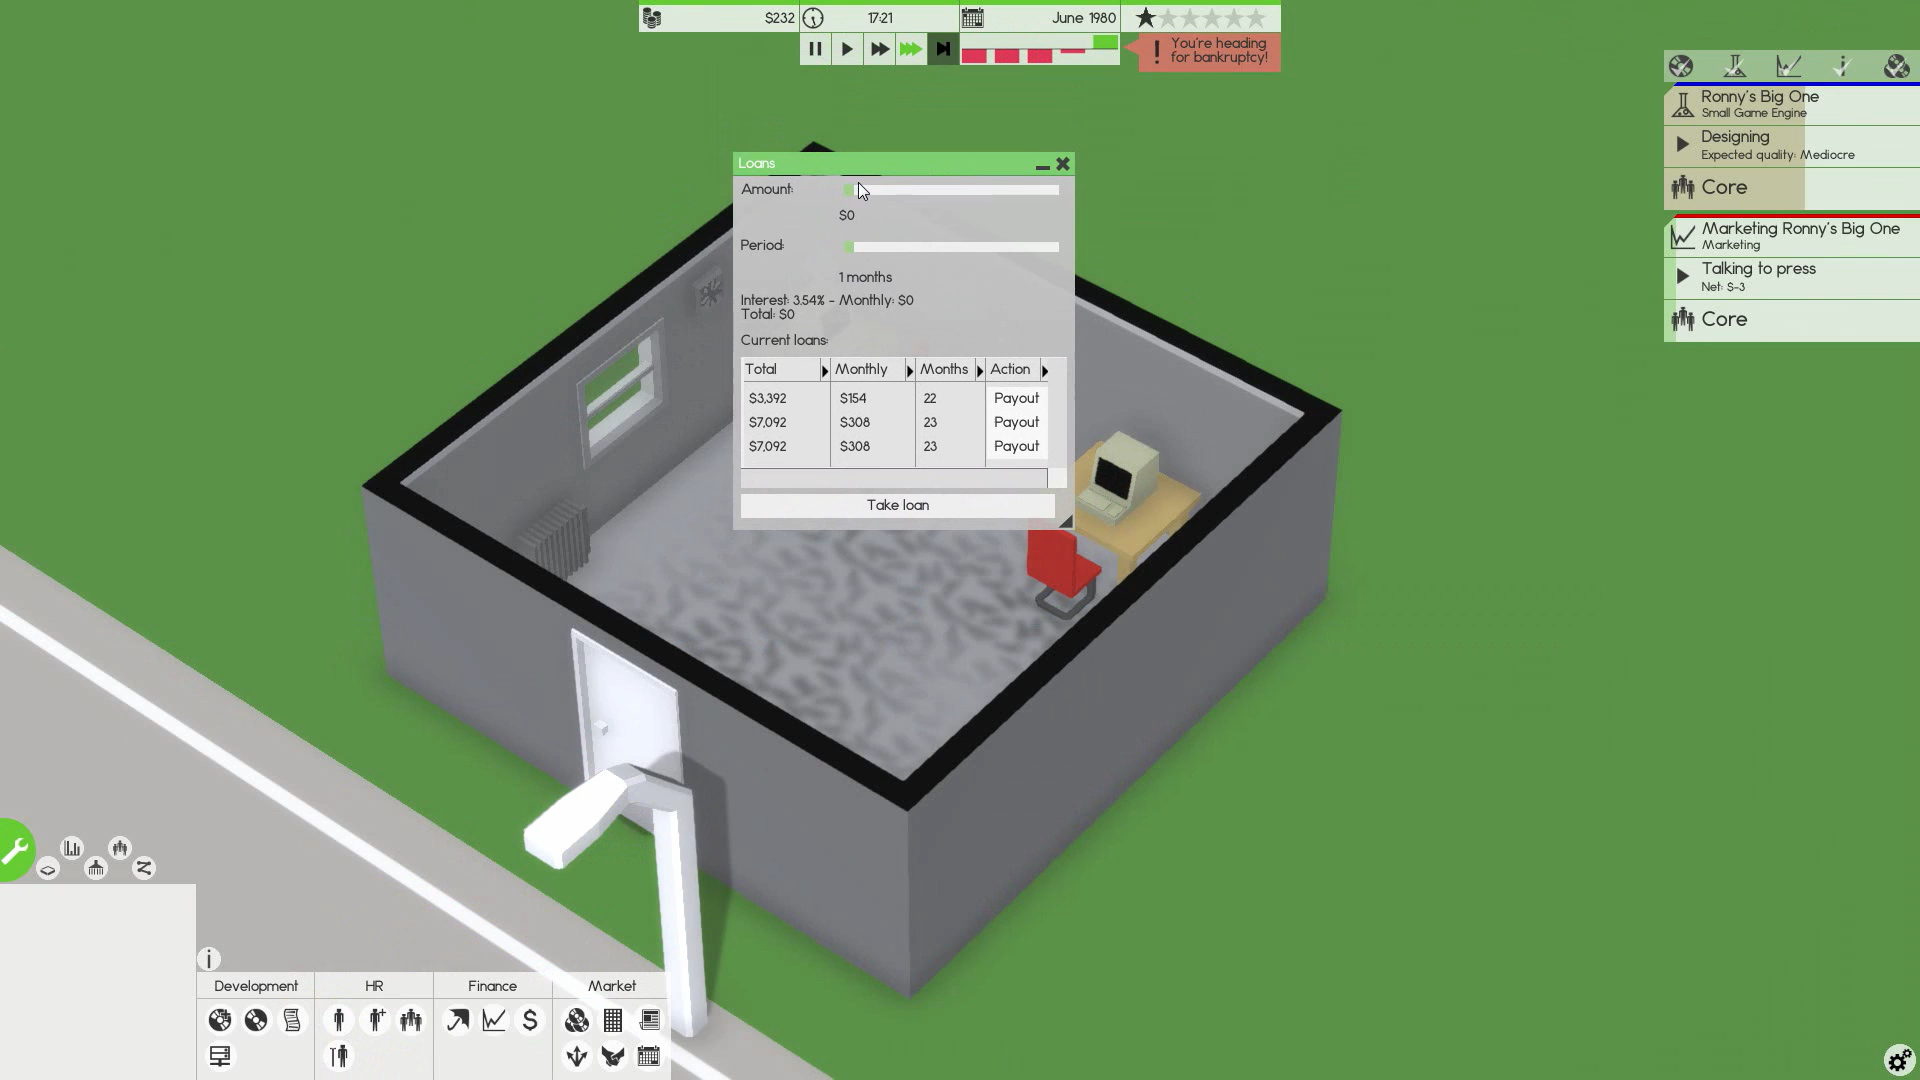 $232
17:21
June 1980
You're heading
for bankruptcy!
Ronny's Big One
Small Game Engine
Designing
Expected quality: Mediocre
Core
Marketing Ronny's Big One
Marketing
Talking to press
Net: $-3
Core
Loans
Amount:
$0
Period:
1 months
Interest: 3.54% - Monthly: $0
Total: $0
Current loans:
Total Monthly Months Action
$3,392 $154 22 Payout
$7,092 $308 23 Payout
$7,092 $308 23 Payout
Take loan
Development HR Finance Market